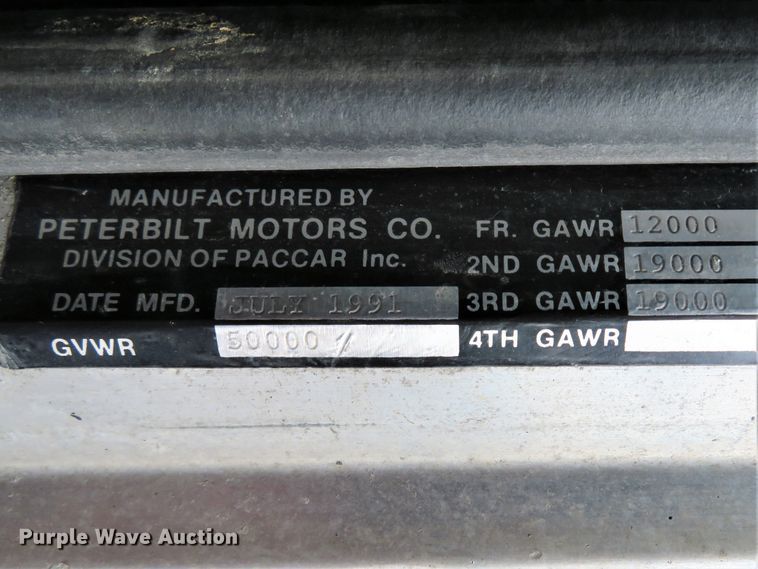 MANUFACTURED BY
PETERBILT MOTORS CO. FR. GAWR 12000
DIVISION OF PACCAR Inc. 2ND GAWR 19000
DATE MFD. JULY 1991 3RD GAWR 19000
GVWR 50000 4TH GAWR
Purple Wave Auction